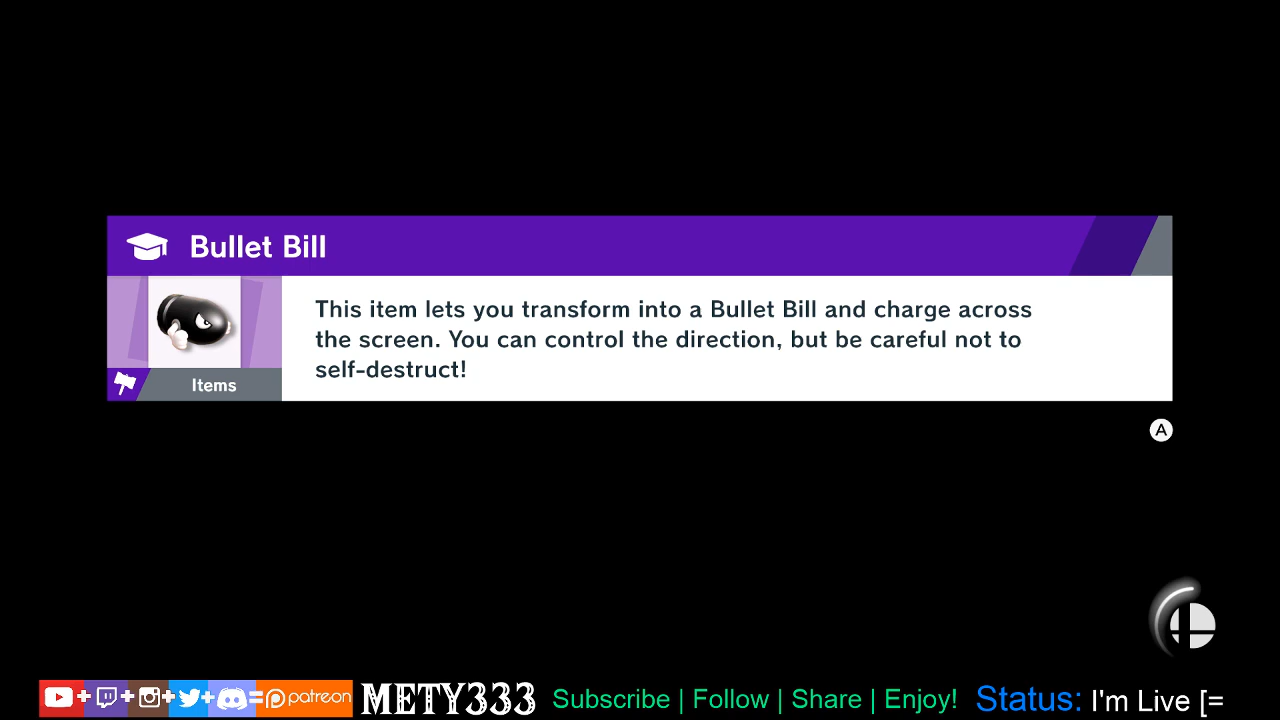 Bullet Bill
This item lets you transform into a Bullet Bill and charge across
the screen. You can control the direction, but be careful not to
self-destruct!
Items
A
+ + + + = patreon METY333 Subscribe | Follow | Share | Enjoy! Status: I'm Live [=